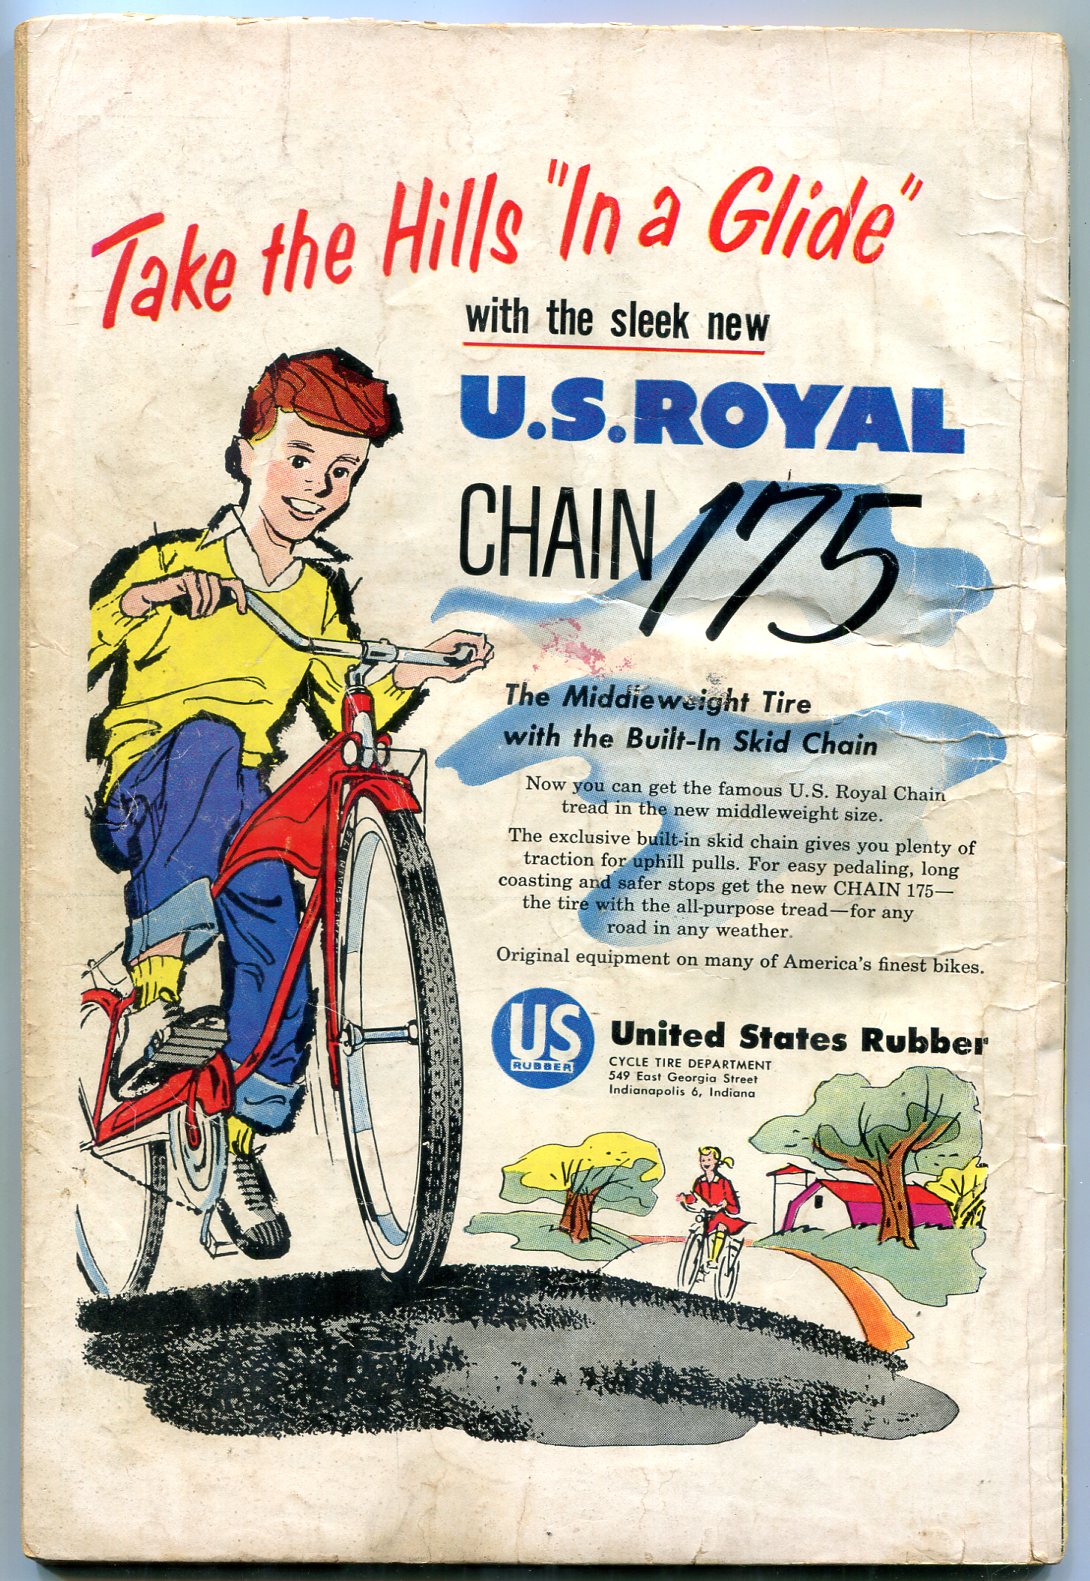 Take the Hills "In a Glide"
with the sleek new
U.S. ROYAL
CHAIN 175
The Middleweight Tire
with the Built-In Skid Chain
Now you can get the famous U.S. Royal Chain
tread in the new middleweight size.
The exclusive built-in skid chain gives you plenty of
traction for uphill pulls. For easy pedaling, long
coasting and safer stops get the new CHAIN 175—
the tire with the all-purpose tread—for any
road in any weather.
Original equipment on many of America's finest bikes.
US
RUBBER
United States Rubber
CYCLE TIRE DEPARTMENT
549 East Georgia Street
Indianapolis 6, Indiana